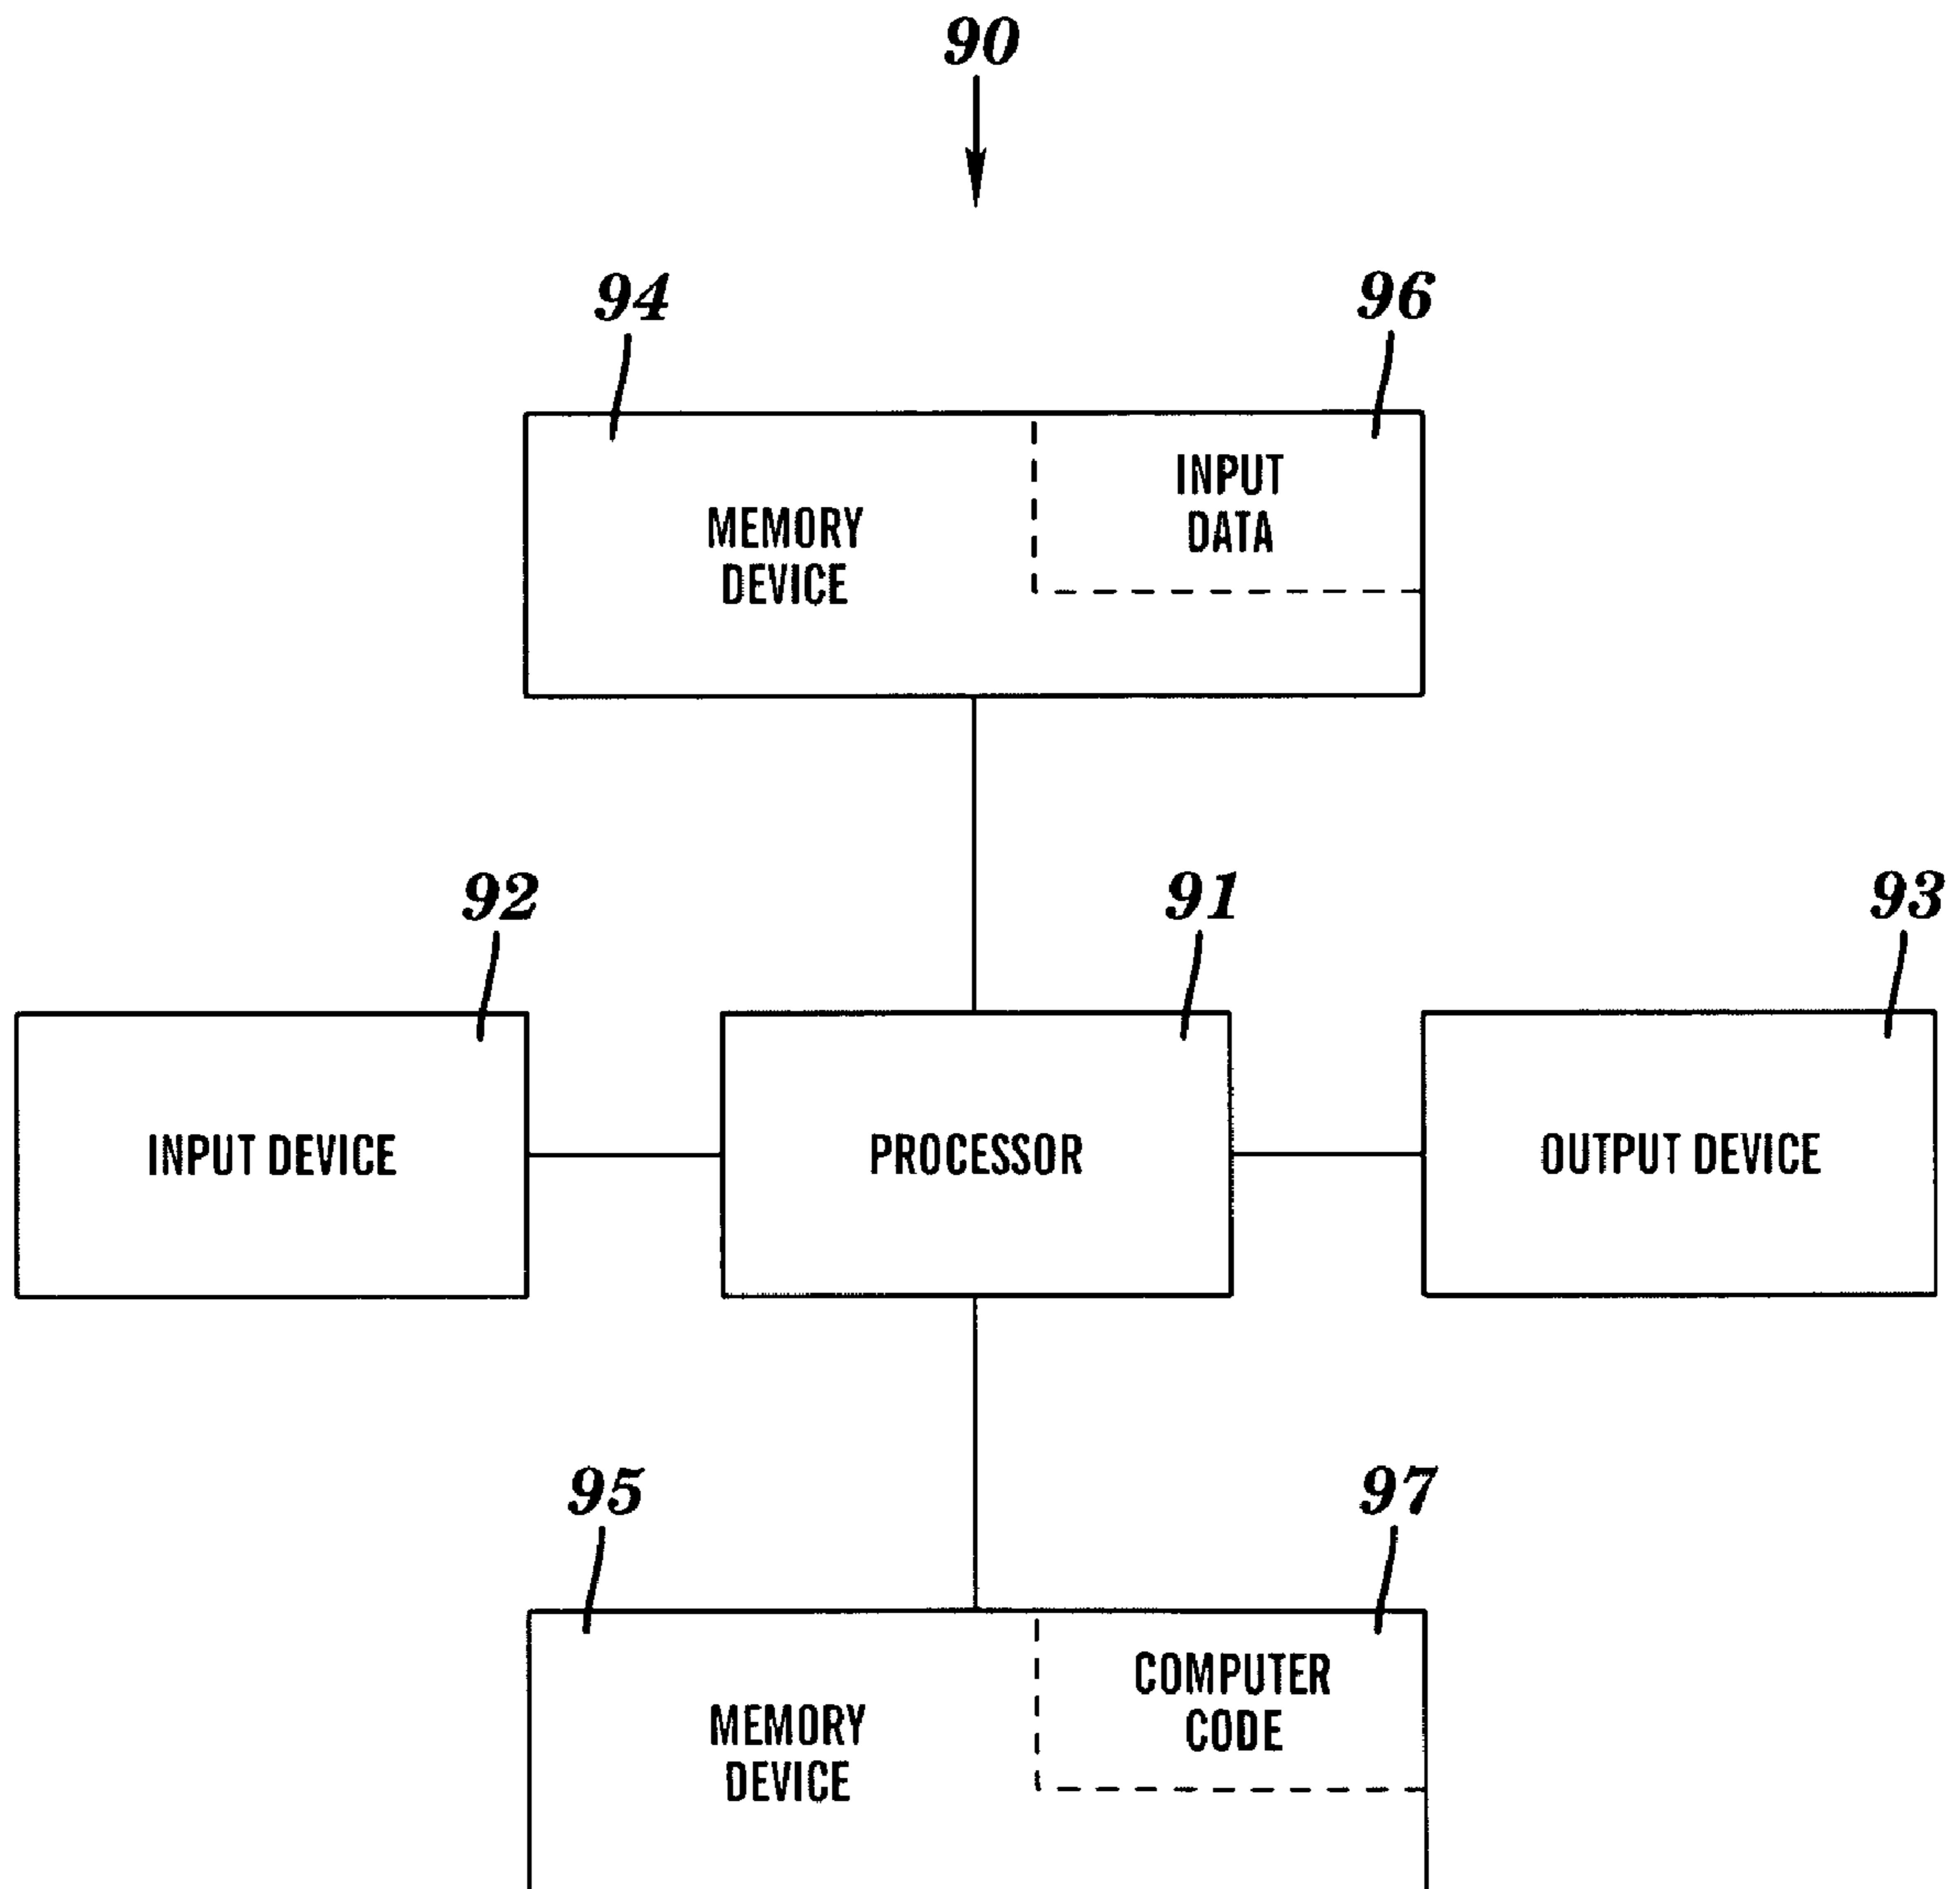 90
94
96
INPUT
DATA
MEMORY
DEVICE
92
91
93
INPUT DEVICE
PROCESSOR
OUTPUT DEVICE
95
97
COMPUTER
CODE
MEMORY
DEVICE